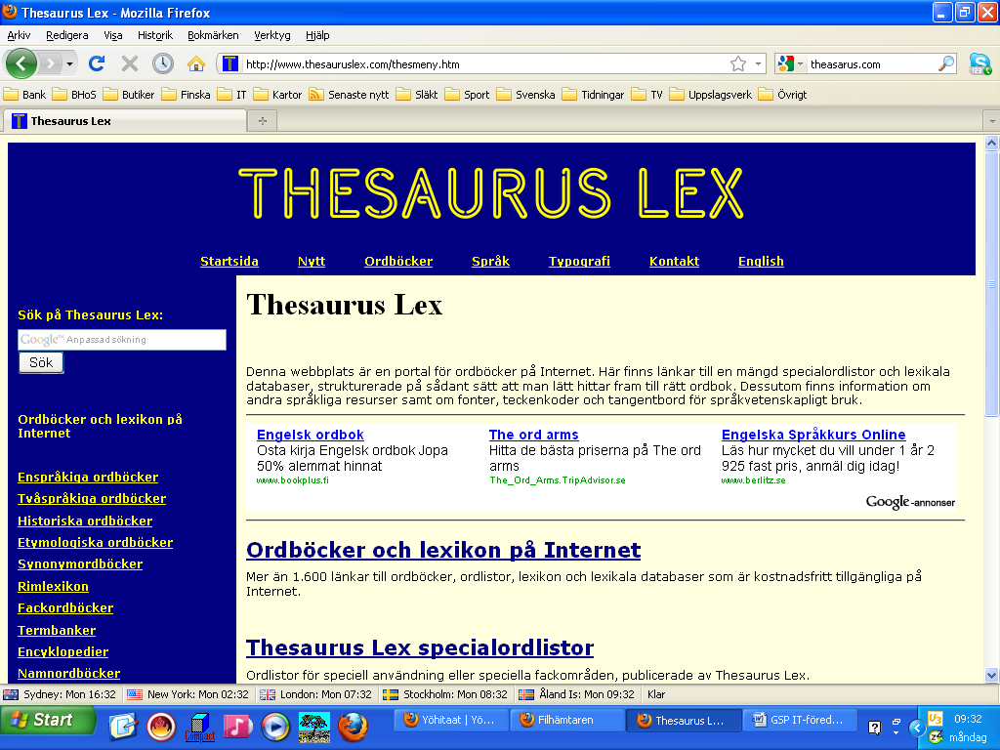 Thesaurus Lex - Mozilla Firefox
Arkiv Redigera Visa Historik Bokmärken Verktyg Hjälp
http://www.thesauruslex.com/thesmeny.htm
theasarus.com
Bank BHoS Butiker Finska IT Kartor Senaste nytt Släkt Sport Svenska Tidningar TV Uppslagsverk Övrigt
Thesaurus Lex
THESAURUS LEX
Startsida Nytt Ordböcker Språk Typografi Kontakt English
Sök på Thesaurus Lex:
Google™ Anpassad sökning
Sök
Ordböcker och lexikon på
Internet
Enspråkiga ordböcker
Tvåspråkiga ordböcker
Historiska ordböcker
Etymologiska ordböcker
Synonymordböcker
Rimlexikon
Fackordböcker
Termbanker
Encyklopedier
Namnordböcker
Thesaurus Lex
Denna webbplats är en portal för ordböcker på Internet. Här finns länkar till en mängd specialordlistor och lexikala
databaser, strukturerade på sådant sätt att man lätt hittar fram till rätt ordbok. Dessutom finns information om
andra språkliga resurser samt om fonter, teckenkoder och tangentbord för språkvetenskapligt bruk.
Engelsk ordbok
Osta kirja Engelsk ordbok Jopa
50% alemmat hinnat
www.bookplus.fi
The ord arms
Hitta de bästa priserna på The ord
arms
The_Ord_Arms.TripAdvisor.se
Engelska Språkkurs Online
Läs hur mycket du vill under 1 år 2
925 fast pris, anmäl dig idag!
www.berlitz.se
Google-annonser
Ordböcker och lexikon på Internet
Mer än 1.600 länkar till ordböcker, ordlistor, lexikon och lexikala databaser som är kostnadsfritt tillgängliga på
Internet.
Thesaurus Lex specialordlistor
Ordlistor för speciell användning eller speciella fackområden, publicerade av Thesaurus Lex.
Sydney: Mon 16:32 New York: Mon 02:32 London: Mon 07:32 Stockholm: Mon 08:32 Åland Is: Mon 09:32 Klar
Start Compact Yöhitaat | Yö... Filhämtaren Thesaurus L... GSP IT-föred... 09:32
måndag